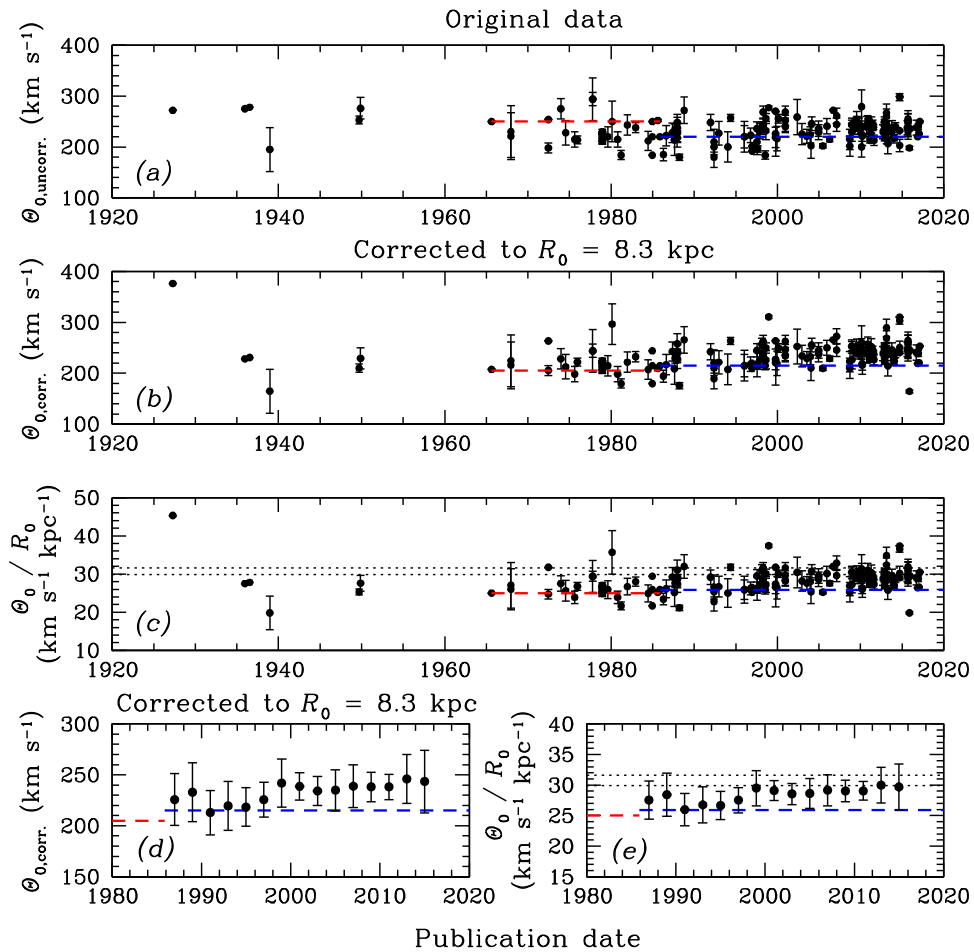 Original data
Θ0,uncorr. (km s⁻¹)
400
300
200
100
(a)
1920 1940 1960 1980 2000 2020
Corrected to R₀ = 8.3 kpc
Θ0,corr. (km s⁻¹)
400
300
200
100
(b)
1920 1940 1960 1980 2000 2020
Θ₀ / R₀
(km s⁻¹ kpc⁻¹)
50
40
30
20
10
(c)
1920 1940 1960 1980 2000 2020
Corrected to R₀ = 8.3 kpc
Θ0,corr. (km s⁻¹)
300
250
200
150
(d)
1980 1990 2000 2010 2020
Θ₀ / R₀
(km s⁻¹ kpc⁻¹)
40
35
30
25
20
15
(e)
1980 1990 2000 2010 2020
Publication date